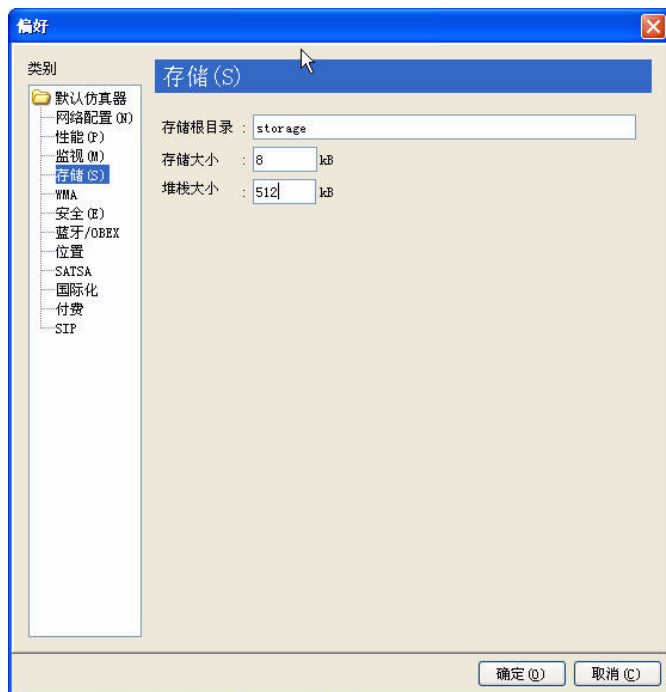 偏好
类别
默认仿真器
网络配置(N)
性能(P)
监视(M)
存储(S)
WMA
安全(E)
蓝牙/OBEX
位置
SATSA
国际化
付费
SIP
存储(S)
存储根目录 : storage
存储大小 : 8 kB
堆栈大小 : 512 kB
确定(O)
取消(C)